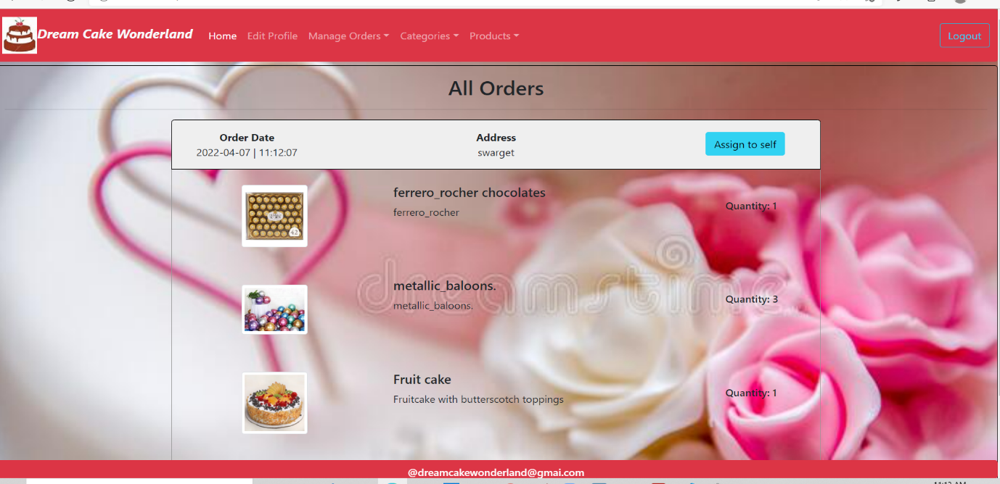 Dream Cake Wonderland Home Edit Profile Manage Orders Categories Products Logout
All Orders
Order Date Address Assign to self
2022-04-07 | 11:12:07 swarget
ferrero_rocher chocolates
ferrero_rocher
Quantity: 1
42
dreamstime
metallic_baloons.
metallic_baloons.
Quantity: 3
Fruit cake
Fruitcake with butterscotch toppings
Quantity: 1
@dreamcakewonderland@gmai.com